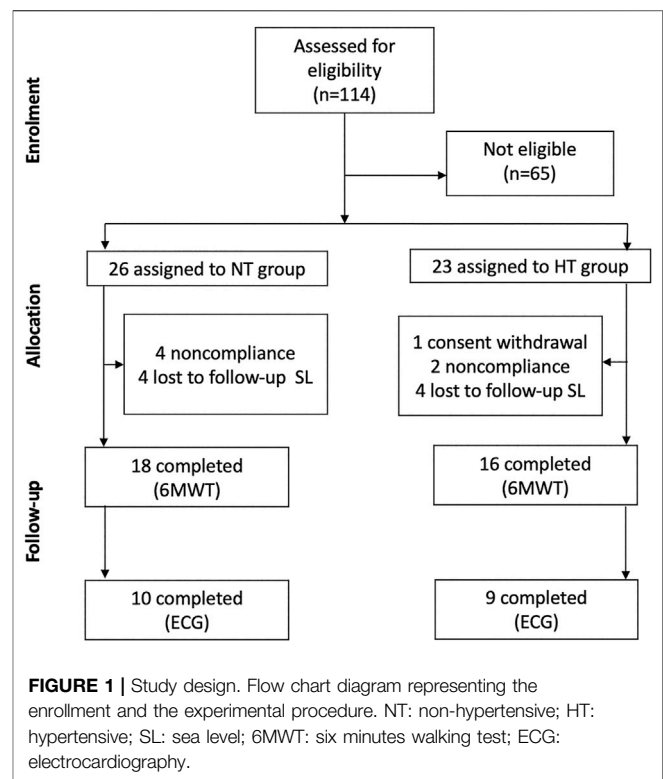 Enrolment
Assessed for
eligibility
(n=114)
Not eligible
(n=65)
Allocation
26 assigned to NT group
23 assigned to HT group
4 noncompliance
4 lost to follow-up SL
1 consent withdrawal
2 noncompliance
4 lost to follow-up SL
Follow-up
18 completed
(6MWT)
16 completed
(6MWT)
10 completed
(ECG)
9 completed
(ECG)
FIGURE 1 | Study design. Flow chart diagram representing the
enrollment and the experimental procedure. NT: non-hypertensive; HT:
hypertensive; SL: sea level; 6MWT: six minutes walking test; ECG:
electrocardiography.